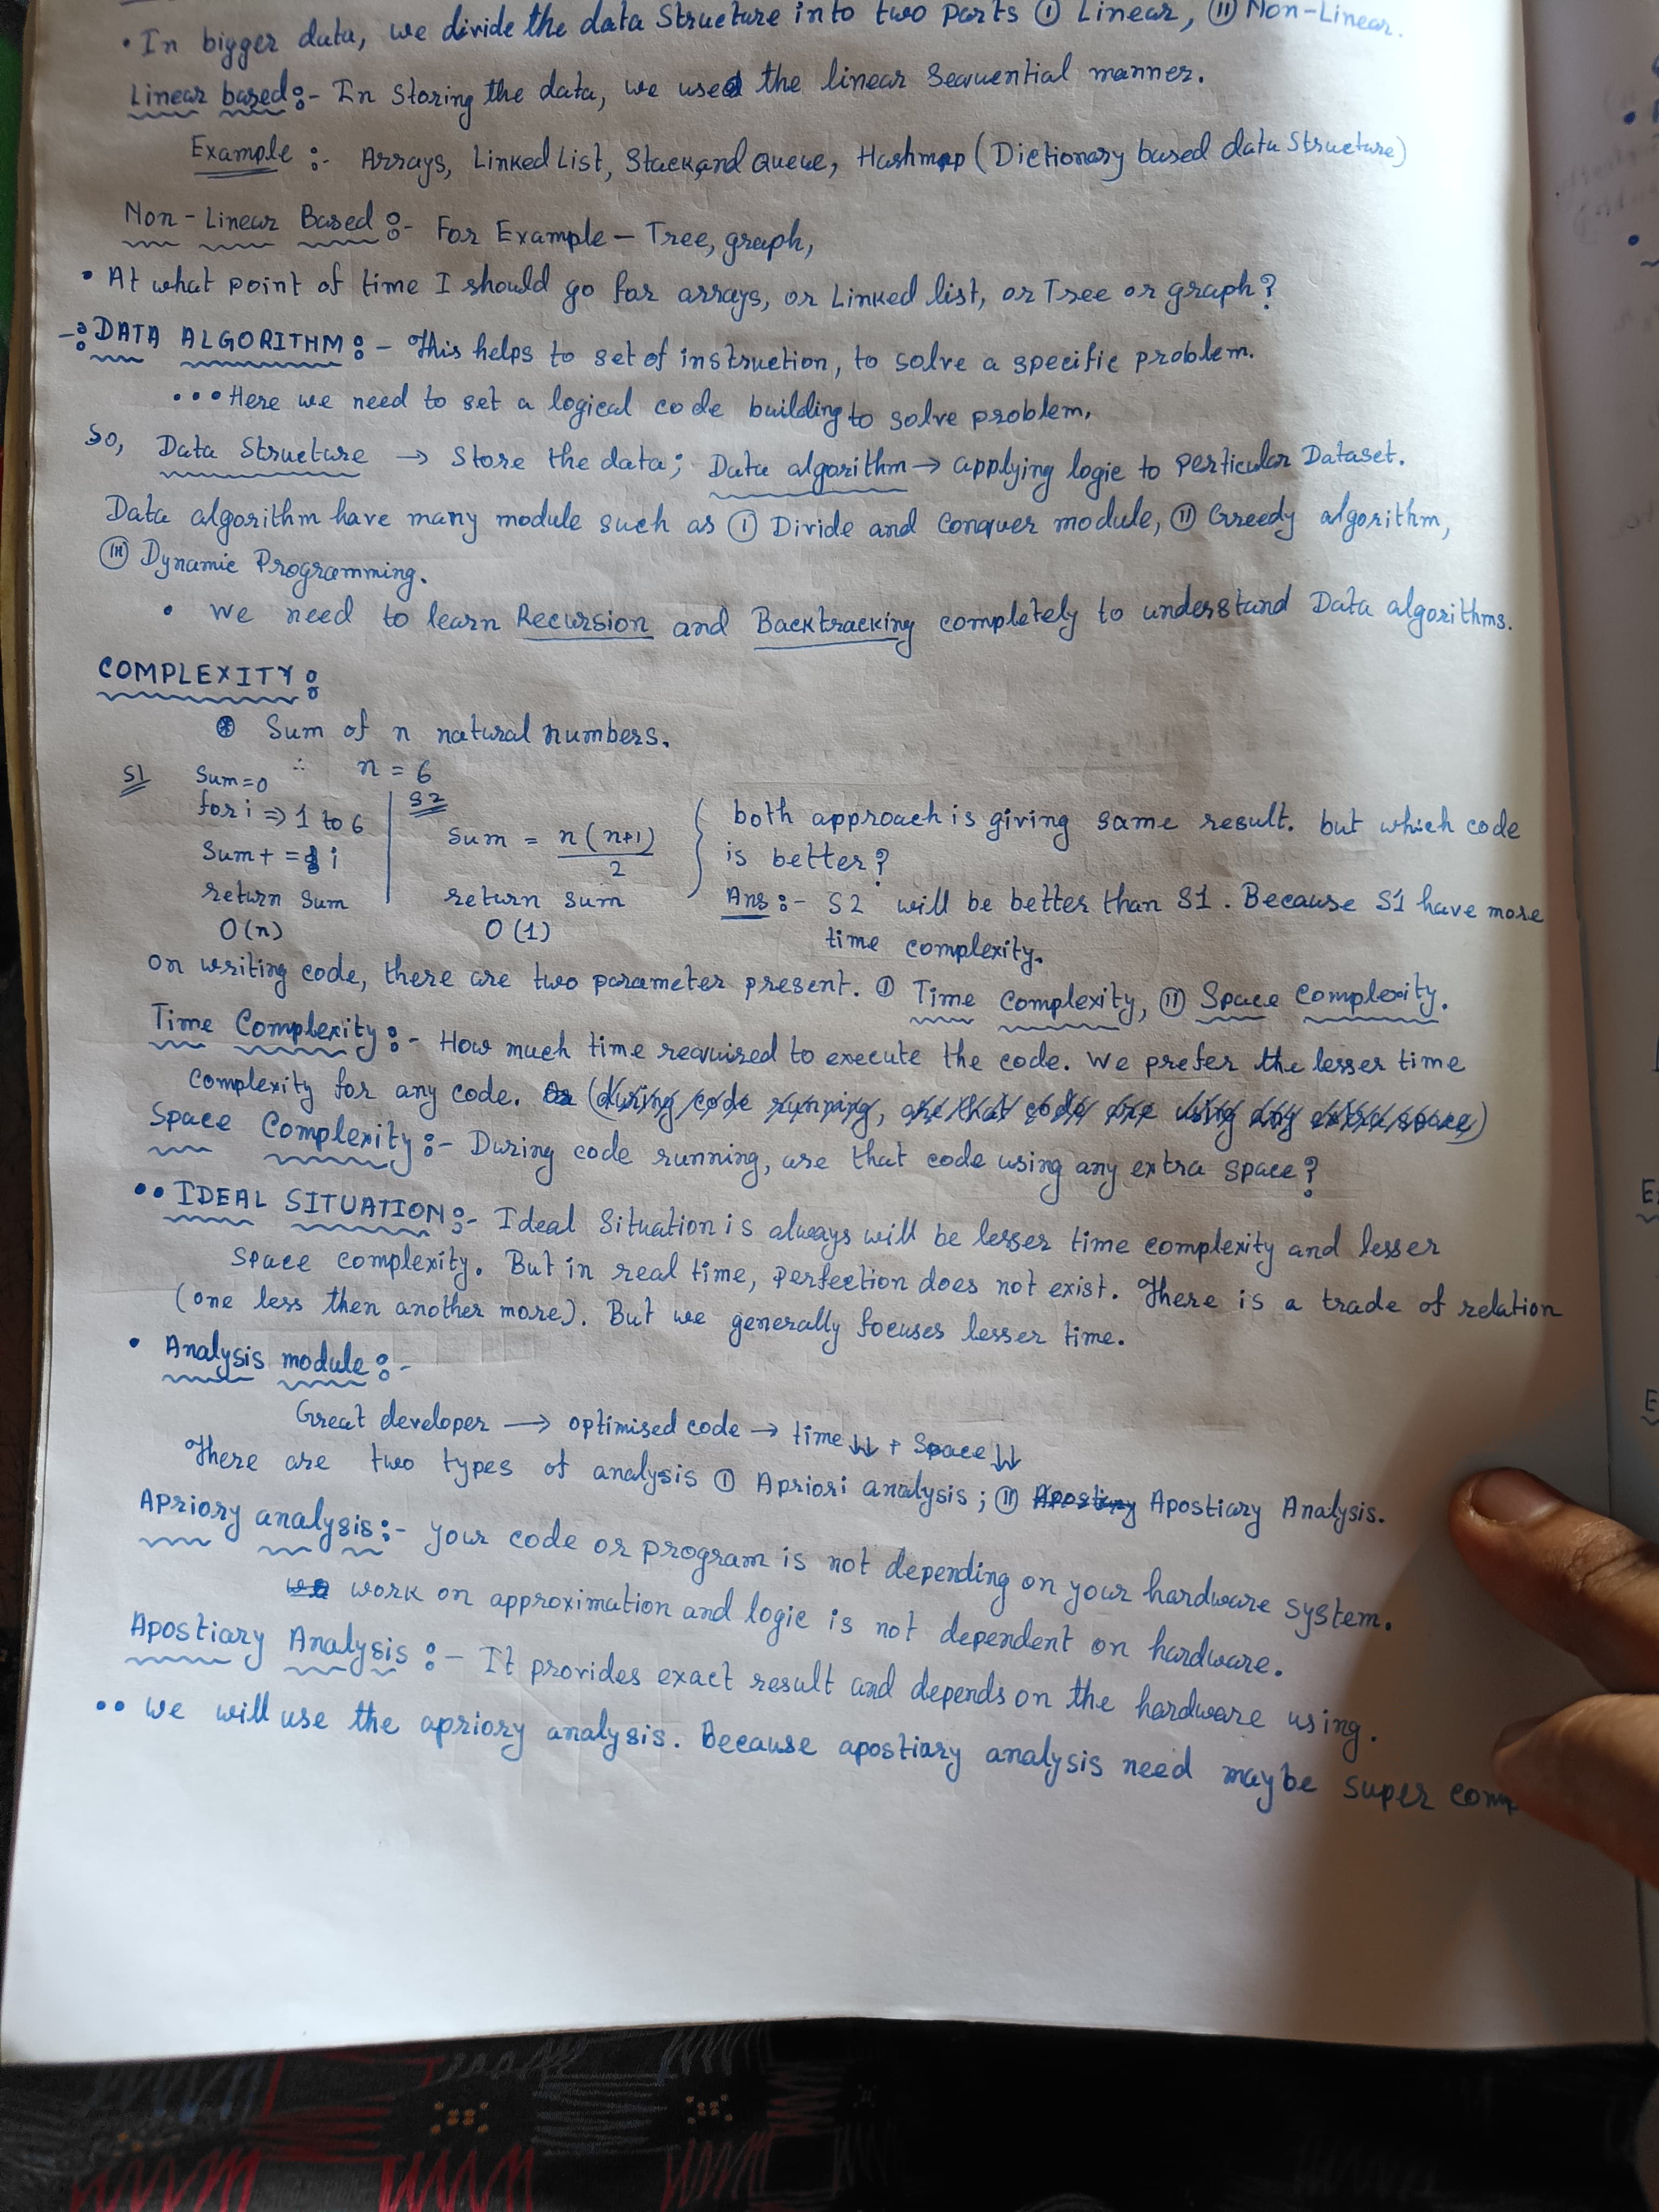 • In bigger data, we divide the data Structure into two parts ① Linear, ⑪ Non-Linear.
Linear based :- In Storing the data, we used the linear Sequential manner.
Example :- Arrays, Linked List, Stack and Queue, Hashmap (Dictionary based data Structure)
Non-Linear Based :- For Example - Tree, graph,
• At what point of time I should go for arrays, or Linked list, or Tree or graph?
→ DATA ALGORITHM :- This helps to set of instruction, to solve a specific problem.
... Here we need to set a logical code building to solve problem.
So, Data Structure → Store the data; Data algorithm → applying logic to perticular Dataset.
Data algorithm have many module such as Ⓘ Divide and Conquer module, Ⓘ Greedy algorithm,
(III) Dynamic Programming.
• We need to learn Recursion and Backtracking completely to understand Data algorithms.
COMPLEXITY :
⊛ Sum of n natural numbers.
S1 Sum=0 ∴ n = 6
for i => 1 to 6 | S2
Sum+ = i | Sum = n(n+1)/2
return Sum | return sum
O(n) O(1)
both approach is giving same result. but which code
is better?
Ans :- S2 will be better than S1. Because S1 have more
time complexity.
On writing code, there are two parameter present. ① Time Complexity, ⑪ Space Complexity.
Time Complexity :- How much time required to execute the code. We prefer the lesser time
Complexity for any code. Or (during code running, are that code are using any extra space)
Space Complexity :- During code running, are that code using any extra space?
•• IDEAL SITUATION :- Ideal Situation is always will be lesser time complexity and lesser
Space complexity. But in real time, perfection does not exist. There is a trade of relation
(one less then another more). But we generally focuses lesser time.
• Analysis module :-
Great developer → optimised code → time ↓↓ + Space ↓↓
There are two types of analysis ① Apriori analysis; ⑪ Apostiary Apostiary Analysis.
Apriory analysis :- Your code or program is not depending on your hardware system.
we work on approximation and logic is not dependent on hardware.
Apostiary Analysis :- It provides exact result and depends on the hardware using.
•• We will use the apriory analysis. Because apostiary analysis need maybe super comp